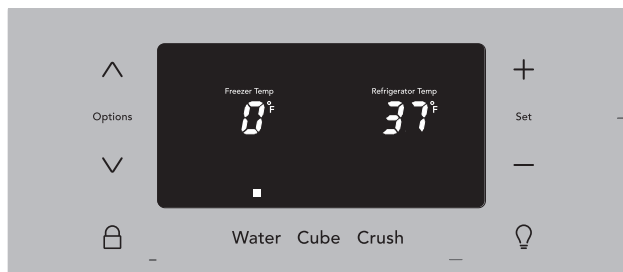 Freezer Temp Refrigerator Temp
0°F 37°F
Options Set
Water Cube Crush